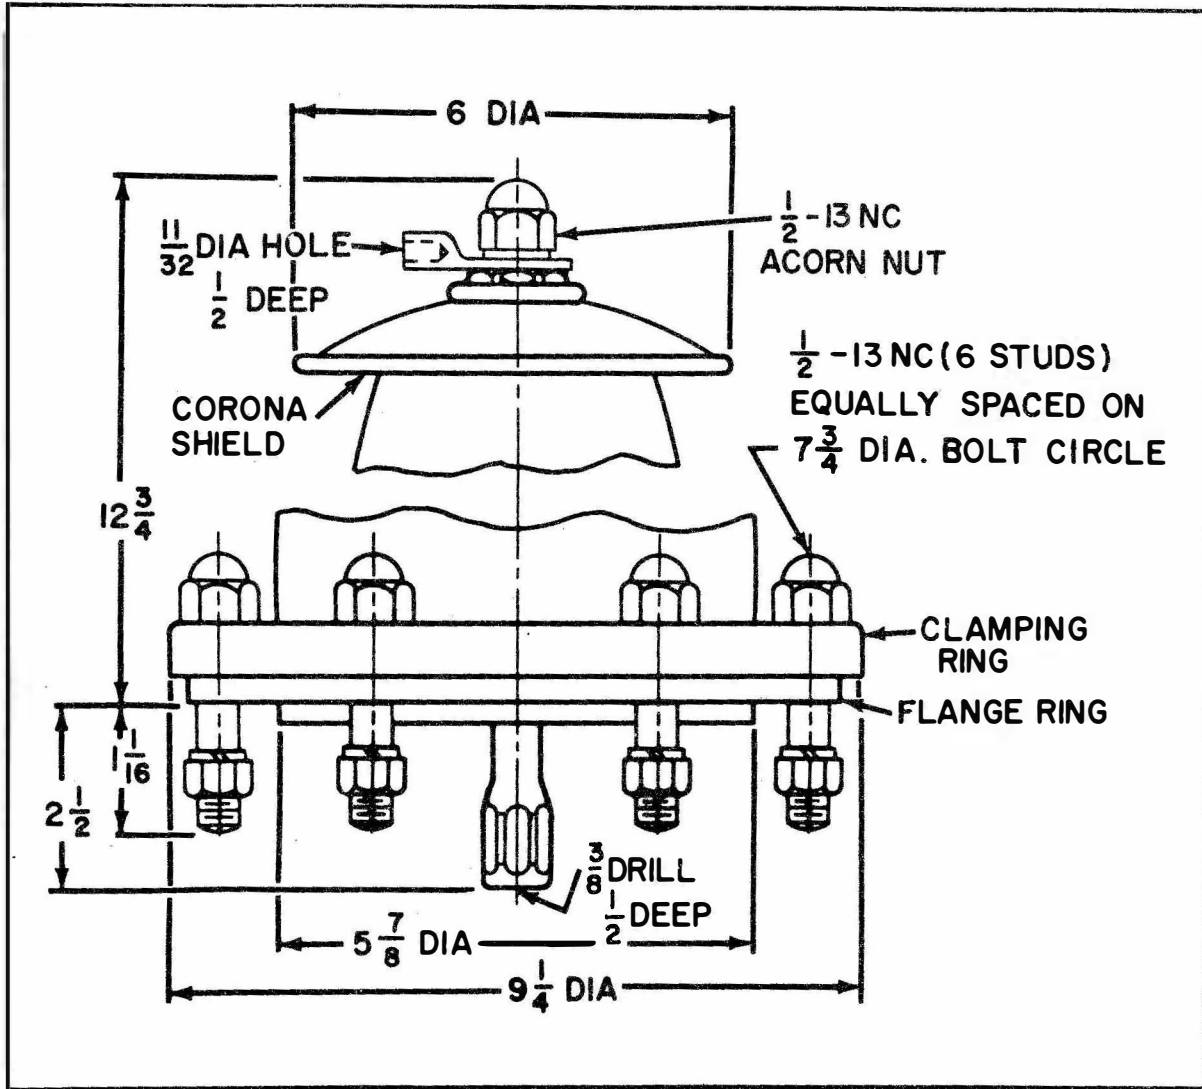 6 DIA
11/32 DIA HOLE
1/2 DEEP
1/2 -13 NC
ACORN NUT
CORONA
SHIELD
1/2 -13 NC (6 STUDS)
EQUALLY SPACED ON
7 3/4 DIA. BOLT CIRCLE
12 3/4
CLAMPING
RING
FLANGE RING
1 1/16
2 1/2
3/8 DRILL
1/2 DEEP
5 7/8 DIA
9 1/4 DIA